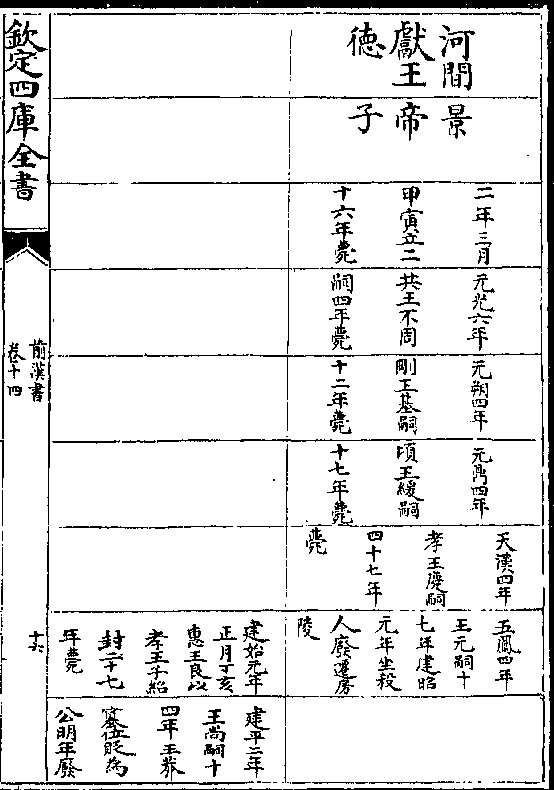 河間
獻王
德
景
帝
子
二年三月
甲寅立二
十六年薨
元光六年
共王不周
嗣四年薨
元朔四年
剛王基嗣
十二年薨
元鼎四年
頃王緩嗣
十七年薨
天漢四年
孝王慶嗣
四十七年
薨
五鳳四年
王元嗣十
七年建昭
元年坐殺
人廢遷房
陵
建始元年
正月丁亥
惠王良以
孝王子紹
封二十七
年薨
建平二年
王尚嗣十
四年王莽
簒位貶為
公明年廢
欽定四庫全書
前漢書
卷十四
十六